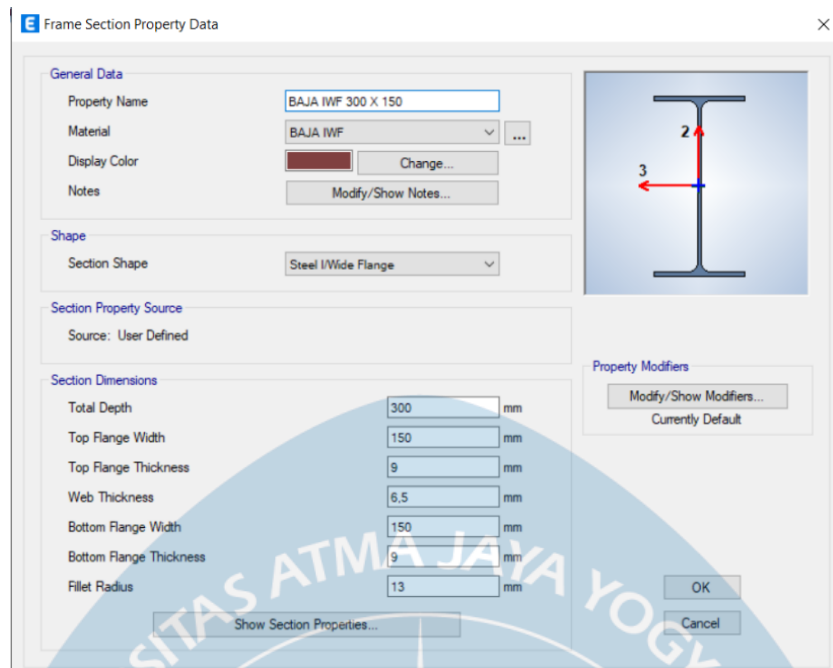 Frame Section Property Data
General Data
Property Name BAJA IWF 300 X 150
Material BAJA IWF ...
Display Color Change...
Notes Modify/Show Notes...
2
3
Shape
Section Shape Steel I/Wide Flange
Section Property Source
Source: User Defined
Property Modifiers
Modify/Show Modifiers...
Currently Default
Section Dimensions
Total Depth 300 mm
Top Flange Width 150 mm
Top Flange Thickness 9 mm
Web Thickness 6,5 mm
Bottom Flange Width 150 mm
Bottom Flange Thickness 9 mm
Fillet Radius 13 mm
Show Section Properties...
OK
Cancel
SITAS ATMA JAYA YOGY